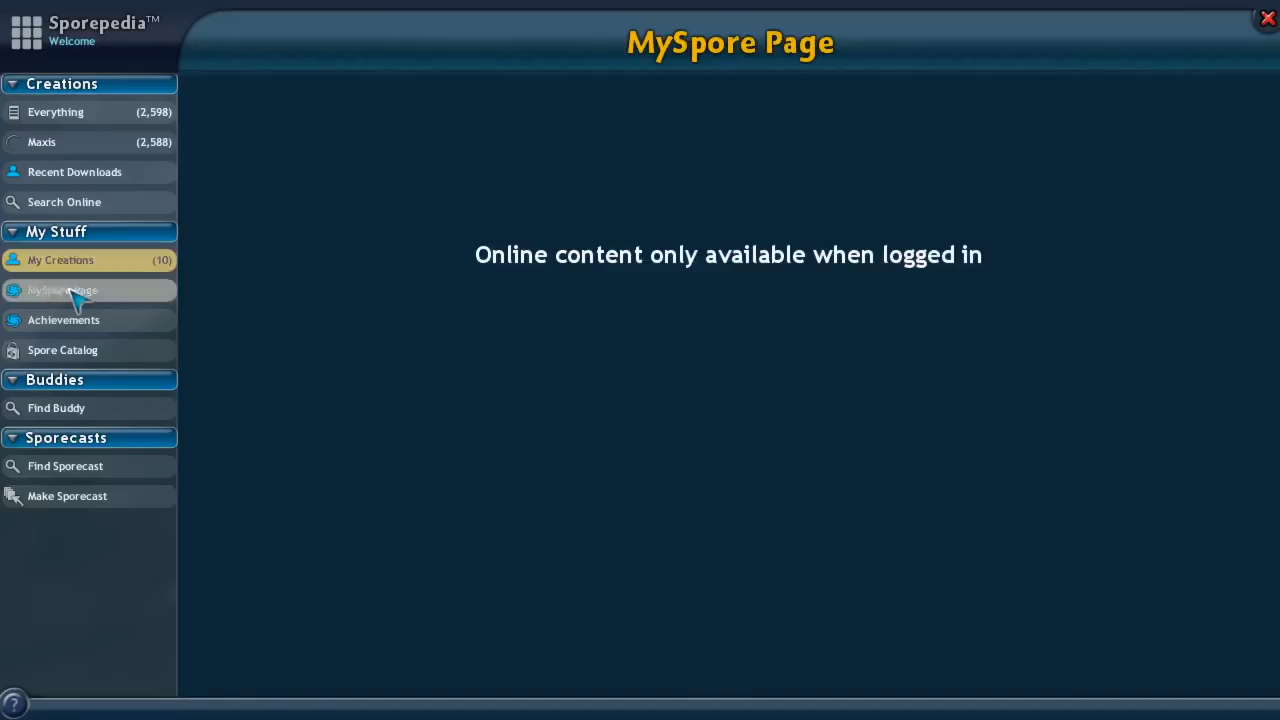 Sporepedia™
Welcome
MySpore Page
Creations
Everything (2,598)
Maxis (2,588)
Recent Downloads
Search Online
My Stuff
My Creations (10)
MySpore Page
Achievements
Spore Catalog
Buddies
Find Buddy
Sporecasts
Find Sporecast
Make Sporecast
Online content only available when logged in
?